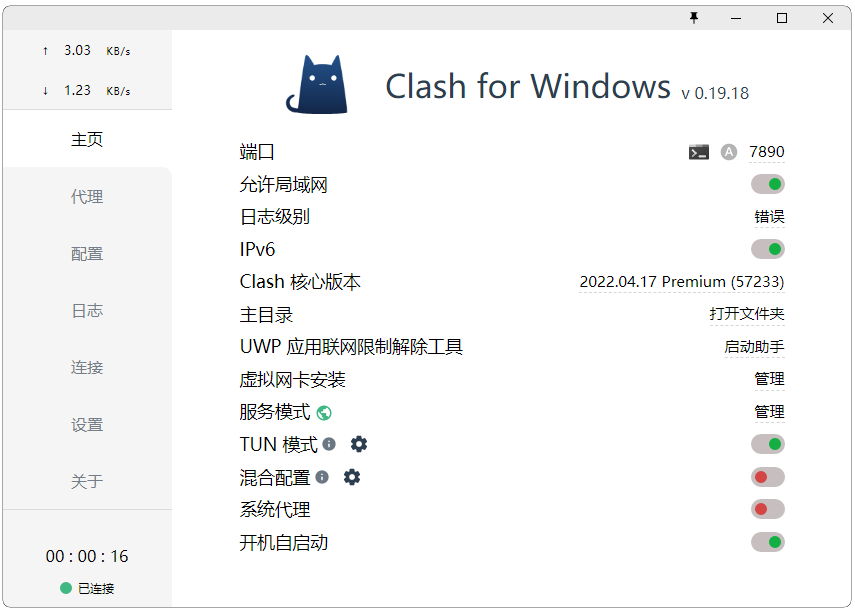 ↑ 3.03 KB/s
↓ 1.23 KB/s
主页
代理
配置
日志
连接
设置
关于
00 : 00 : 16
已连接
Clash for Windows v 0.19.18
端口 A 7890
允许局域网
日志级别 错误
IPv6
Clash 核心版本 2022.04.17 Premium (57233)
主目录 打开文件夹
UWP 应用联网限制解除工具 启动助手
虚拟网卡安装 管理
服务模式 管理
TUN 模式
混合配置
系统代理
开机自启动